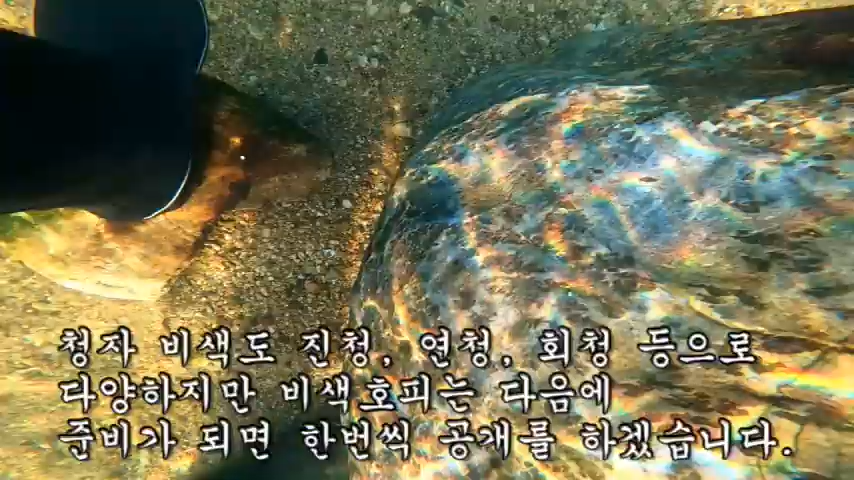 청자 비색도 진청, 연청, 회청 등으로
다양하지만 비색호피는 다음에
준비가 되면 한번씩 공개를 하겠습니다.